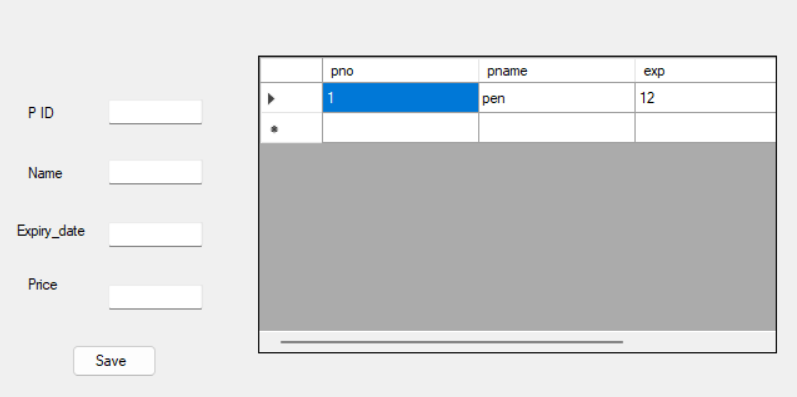 pno pname exp
1 pen 12
P ID
Name
Expiry_date
Price
Save